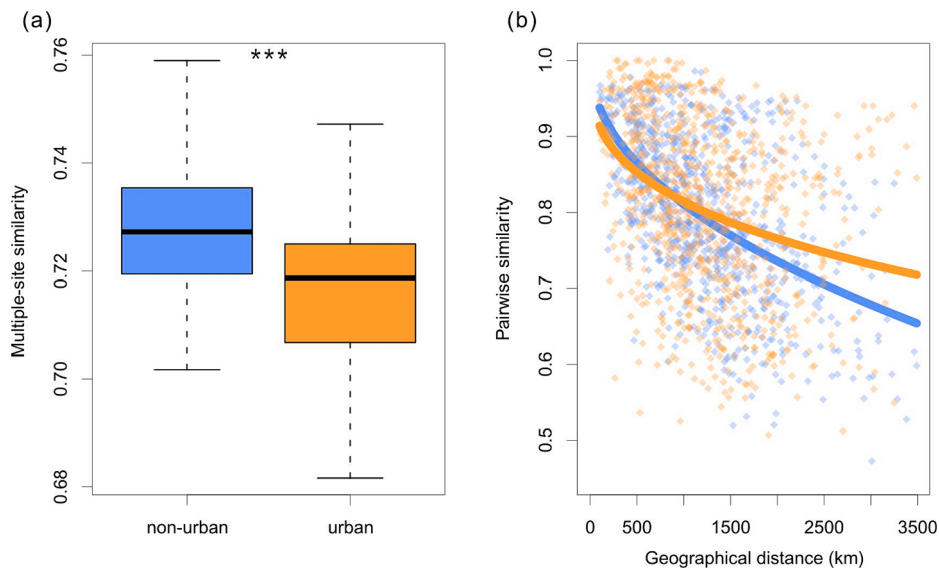 (a)
(b)
***
Multiple-site similarity
0.76
0.74
0.72
0.70
0.68
non-urban
urban
Pairwise similarity
1.0
0.9
0.8
0.7
0.6
0.5
0
500
1500
2500
3500
Geographical distance (km)